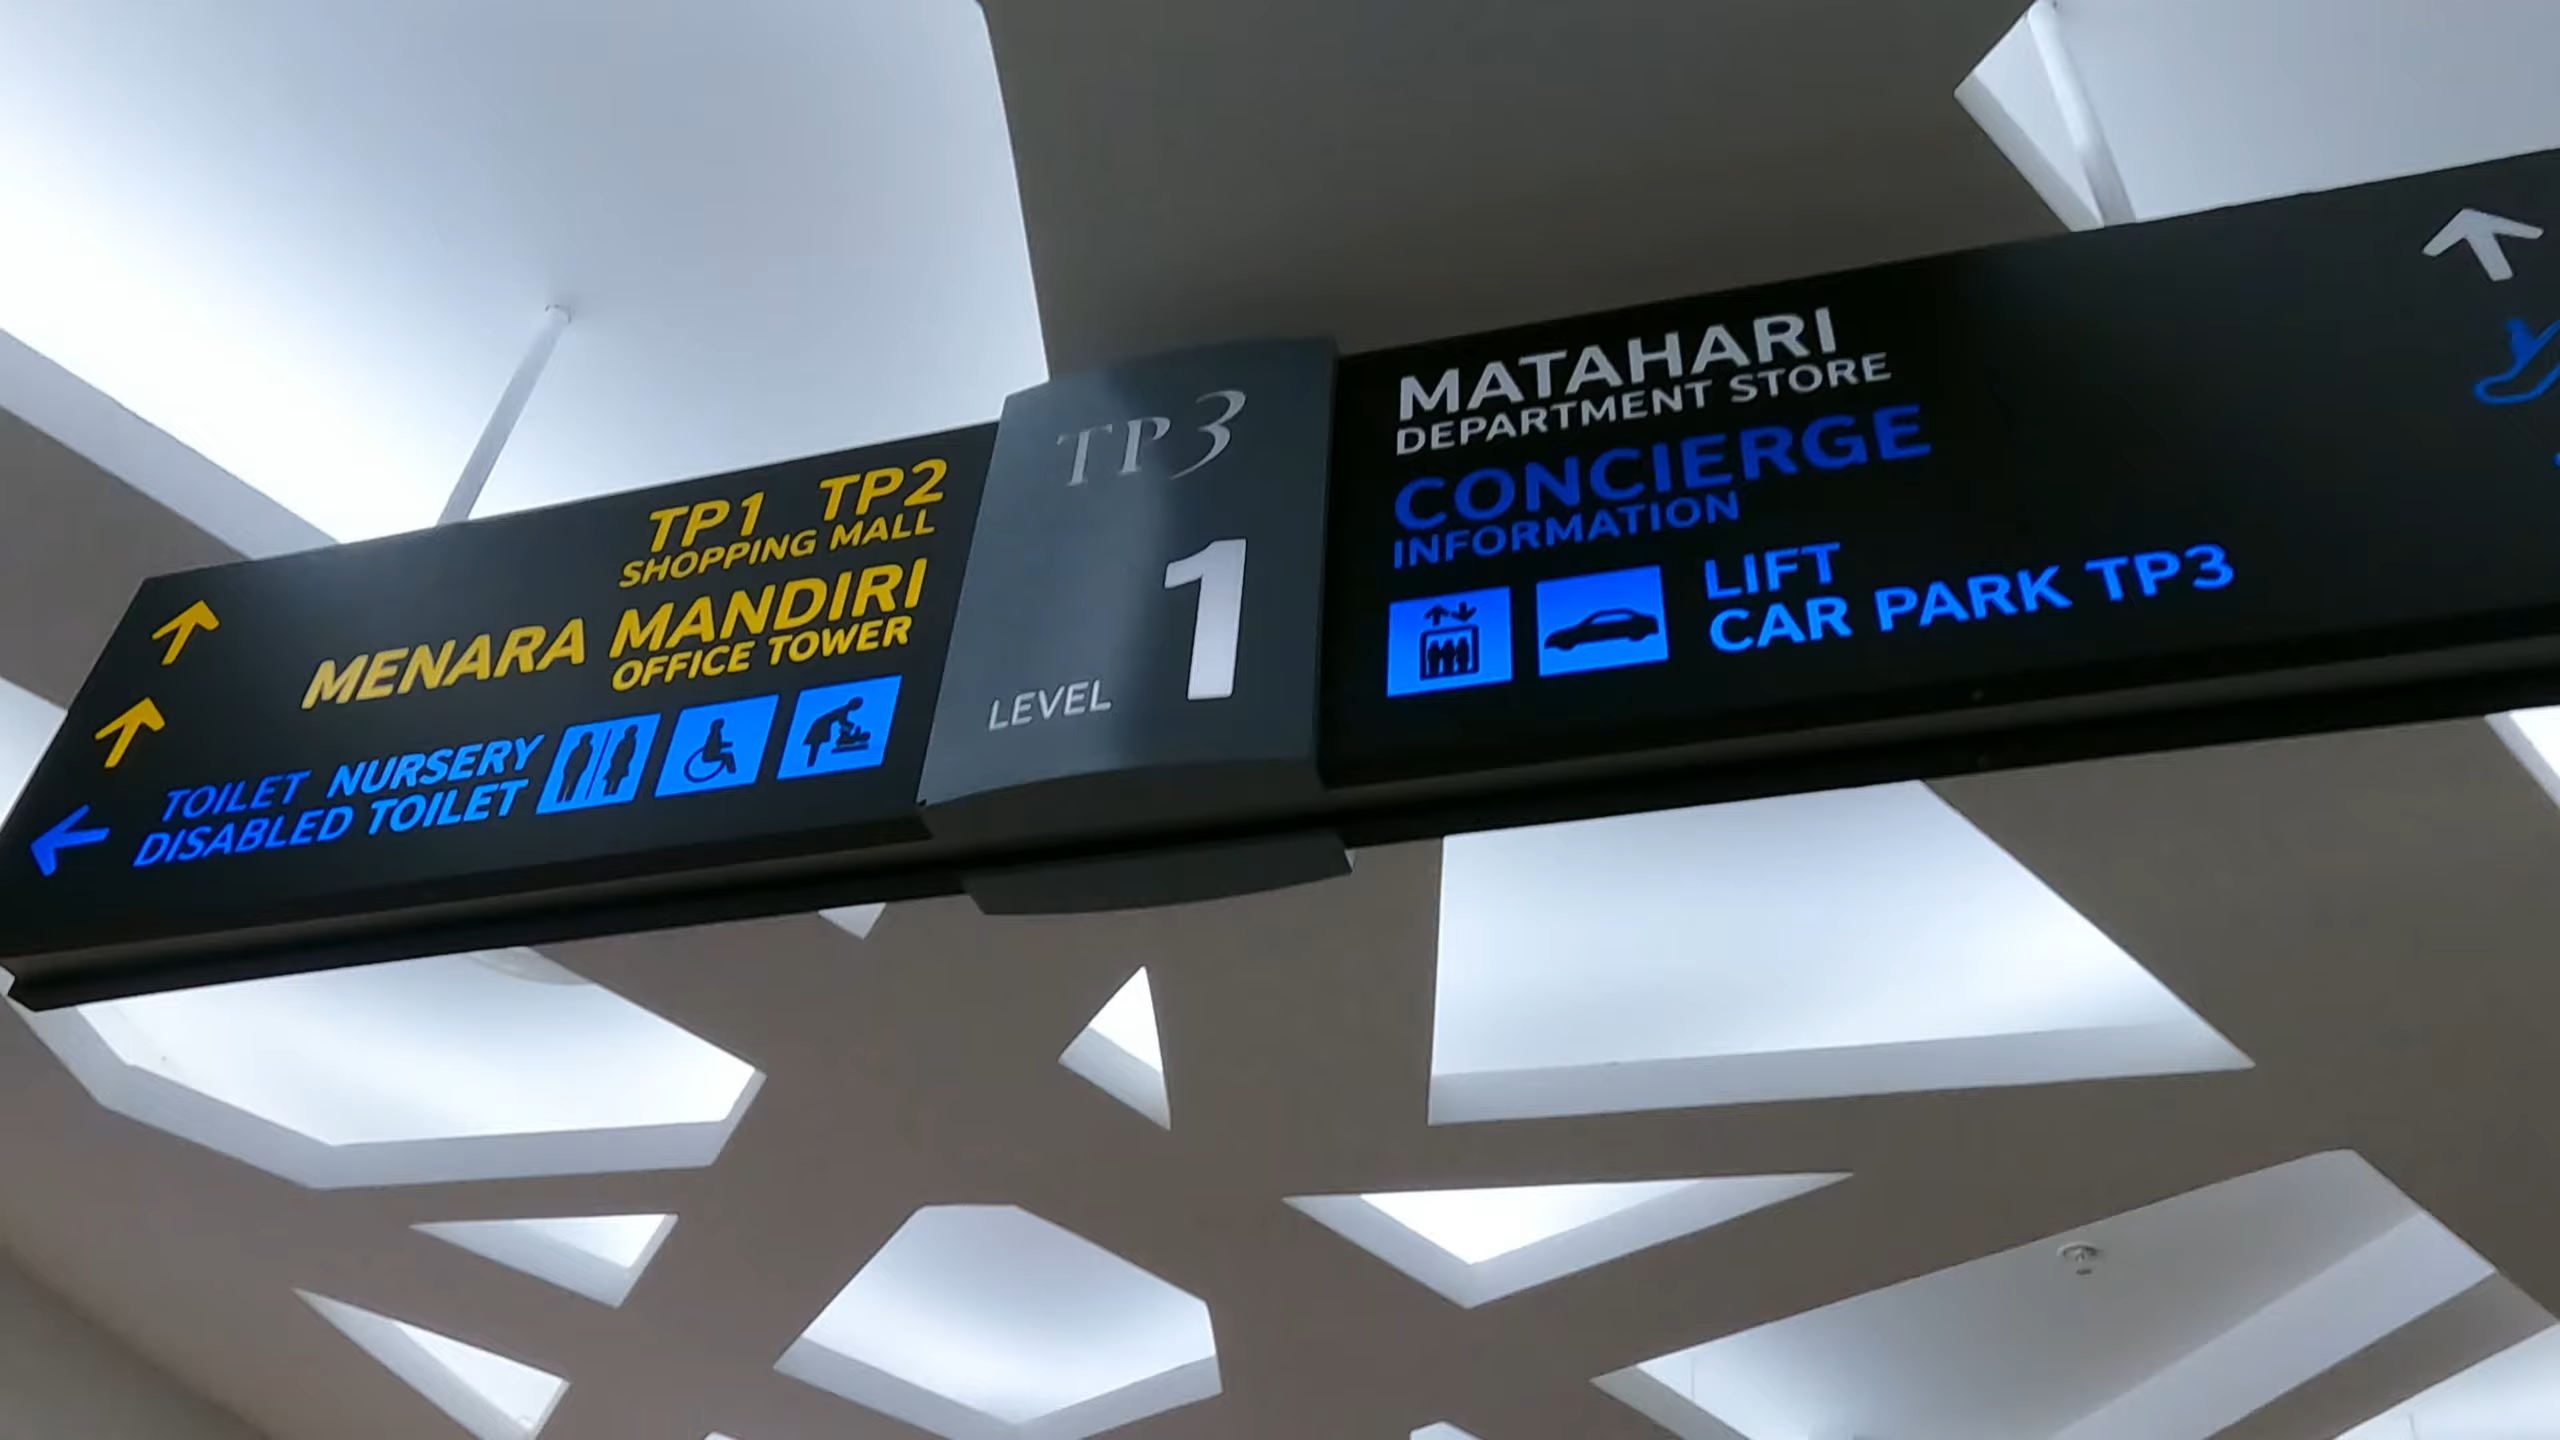 TP1 TP2
SHOPPING MALL
MENARA MANDIRI
OFFICE TOWER
TOILET NURSERY
DISABLED TOILET
TP3
LEVEL 1
MATAHARI
DEPARTMENT STORE
CONCIERGE
INFORMATION
LIFT
CAR PARK TP3